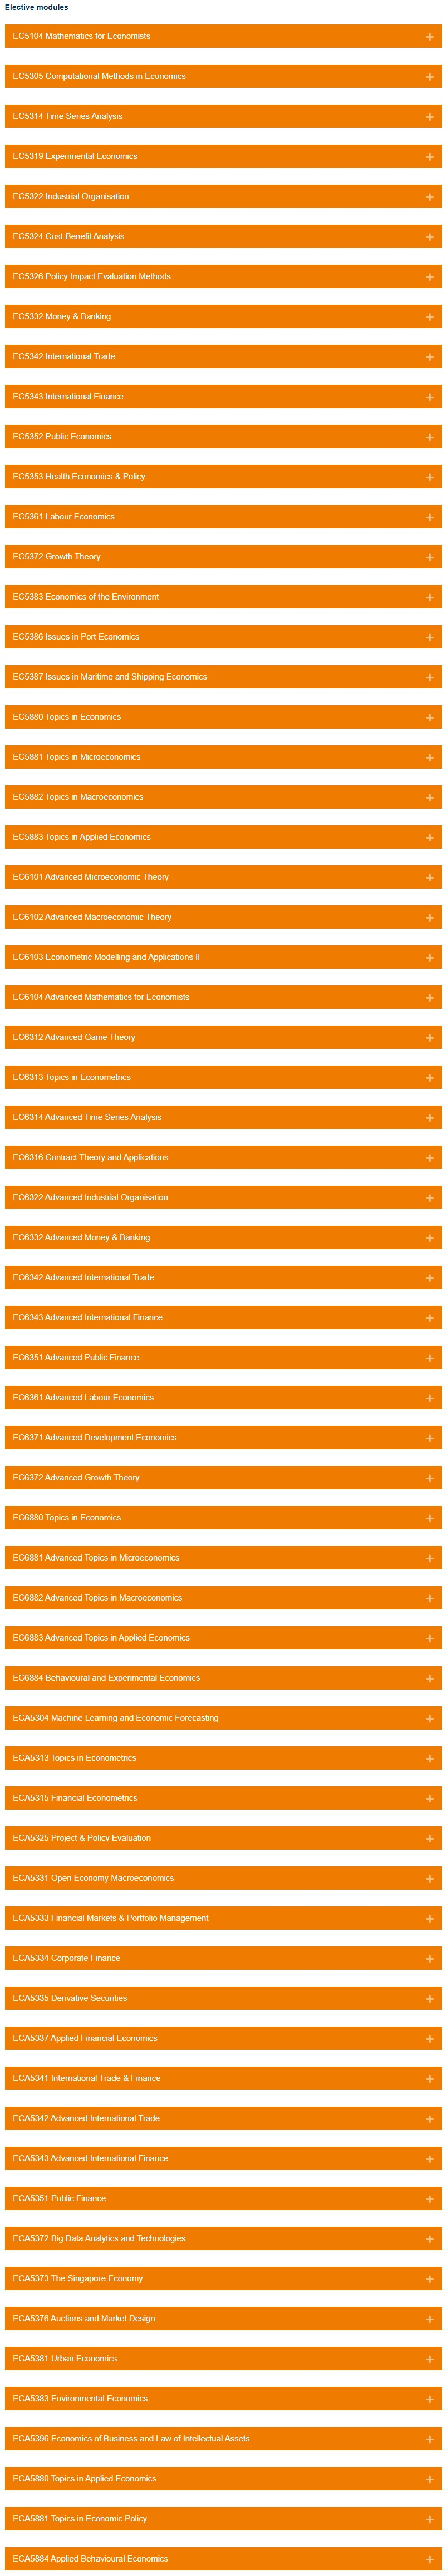 Elective modules
EC5104 Mathematics for Economists
EC5305 Computational Methods in Economics
EC5314 Time Series Analysis
EC5319 Experimental Economics
EC5322 Industrial Organisation
EC5324 Cost-Benefit Analysis
EC5326 Policy Impact Evaluation Methods
EC5332 Money & Banking
EC5342 International Trade
EC5343 International Finance
EC5352 Public Economics
EC5353 Health Economics & Policy
EC5361 Labour Economics
EC5372 Growth Theory
EC5383 Economics of the Environment
EC5386 Issues in Port Economics
EC5387 Issues in Maritime and Shipping Economics
EC5880 Topics in Economics
EC5881 Topics in Microeconomics
EC5882 Topics in Macroeconomics
EC5883 Topics in Applied Economics
EC6101 Advanced Microeconomic Theory
EC6102 Advanced Macroeconomic Theory
EC6103 Econometric Modelling and Applications II
EC6104 Advanced Mathematics for Economists
EC6312 Advanced Game Theory
EC6313 Topics in Econometrics
EC6314 Advanced Time Series Analysis
EC6316 Contract Theory and Applications
EC6322 Advanced Industrial Organisation
EC6332 Advanced Money & Banking
EC6342 Advanced International Trade
EC6343 Advanced International Finance
EC6351 Advanced Public Finance
EC6361 Advanced Labour Economics
EC6371 Advanced Development Economics
EC6372 Advanced Growth Theory
EC6880 Topics in Economics
EC6881 Advanced Topics in Microeconomics
EC6882 Advanced Topics in Macroeconomics
EC6883 Advanced Topics in Applied Economics
EC6884 Behavioural and Experimental Economics
ECA5304 Machine Learning and Economic Forecasting
ECA5313 Topics in Econometrics
ECA5315 Financial Econometrics
ECA5325 Project & Policy Evaluation
ECA5331 Open Economy Macroeconomics
ECA5333 Financial Markets & Portfolio Management
ECA5334 Corporate Finance
ECA5335 Derivative Securities
ECA5337 Applied Financial Economics
ECA5341 International Trade & Finance
ECA5342 Advanced International Trade
ECA5343 Advanced International Finance
ECA5351 Public Finance
ECA5372 Big Data Analytics and Technologies
ECA5373 The Singapore Economy
ECA5376 Auctions and Market Design
ECA5381 Urban Economics
ECA5383 Environmental Economics
ECA5396 Economics of Business and Law of Intellectual Assets
ECA5880 Topics in Applied Economics
ECA5881 Topics in Economic Policy
ECA5884 Applied Behavioural Economics